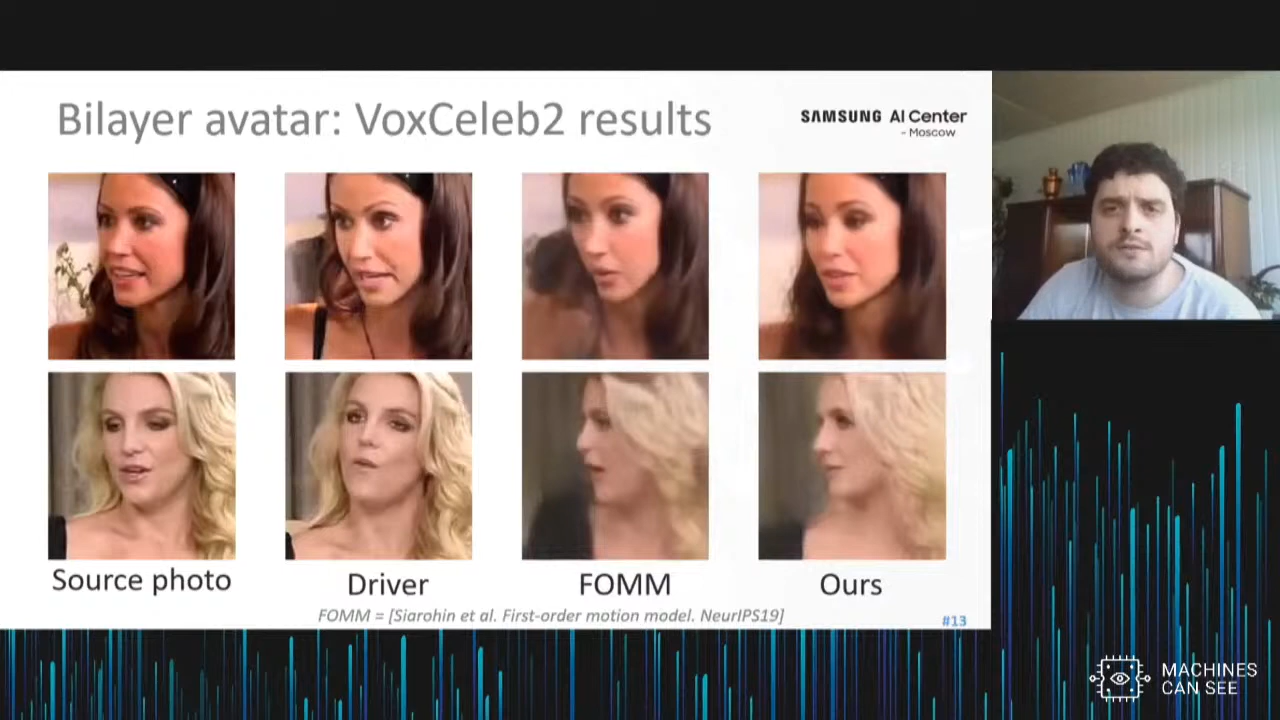 Bilayer avatar: VoxCeleb2 results
SAMSUNG AI Center
- Moscow
Source photo
Driver
FOMM
Ours
FOMM = [Siarohin et al. First-order motion model. NeurIPS19]
#13
MACHINES
CAN SEE